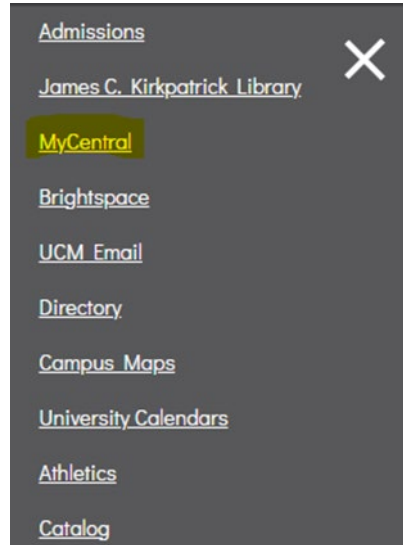 Admissions
James C. Kirkpatrick Library
MyCentral
Brightspace
UCM Email
Directory
Campus Maps
University Calendars
Athletics
Catalog